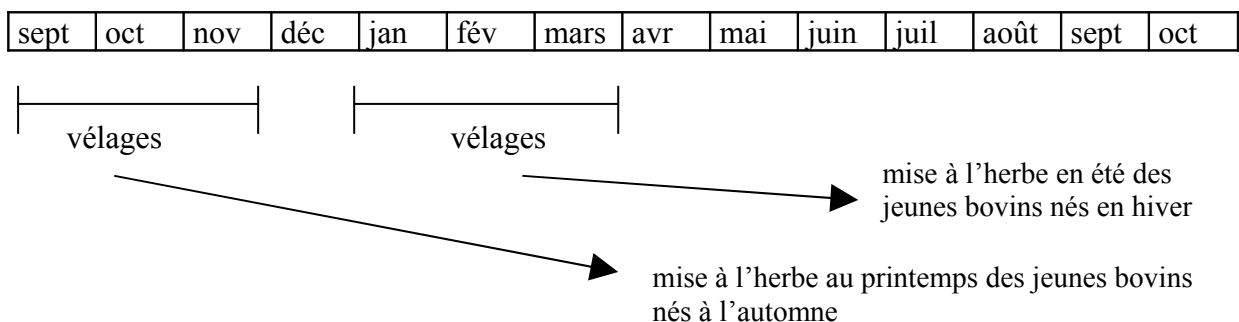 sept oct nov déc jan fév mars avr mai juin juil août sept oct
vélages vélages
mise à l’herbe en été des
jeunes bovins nés en hiver
mise à l’herbe au printemps des jeunes bovins
nés à l’automne